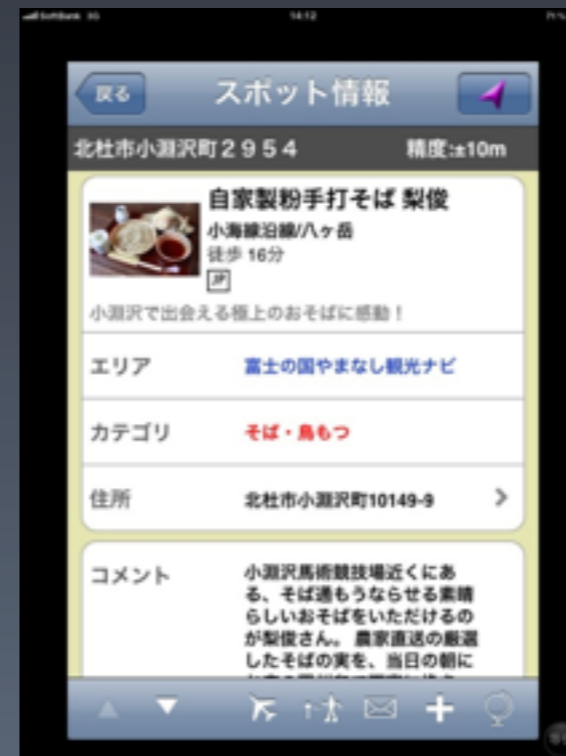 SoftBank 3G 14:12 71%
戻る スポット情報
北杜市小淵沢町２９５４ 精度:±10m
自家製粉手打そば 梨俊
小海線沿線/八ヶ岳
徒歩 16分
JP
小淵沢で出会える極上のおそばに感動！
エリア 富士の国やまなし観光ナビ
カテゴリ そば・鳥もつ
住所 北杜市小淵沢町10149-9
コメント 小淵沢馬術競技場近くにあ
る、そば通もうならせる素晴
らしいおそばをいただけるの
が梨俊さん。 農家直送の厳選
したそばの実を、当日の朝に